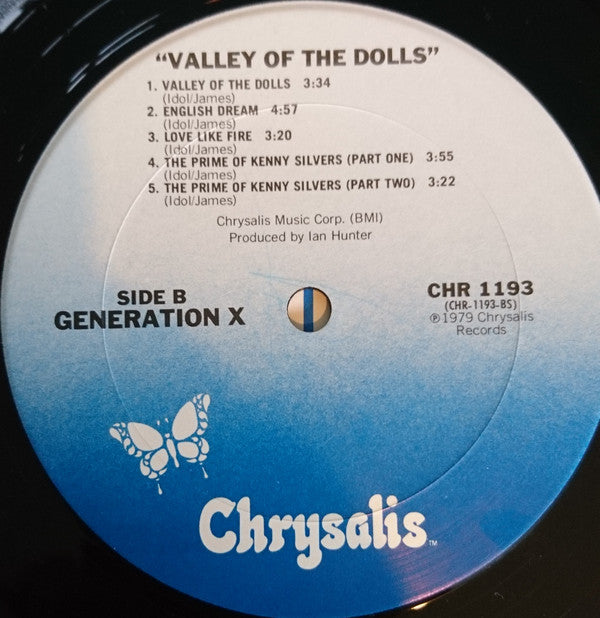 "VALLEY OF THE DOLLS"
1. VALLEY OF THE DOLLS 3:34
(Idol/James)
2. ENGLISH DREAM 4:57
(Idol/James)
3. LOVE LIKE FIRE 3:20
(Idol/James)
4. THE PRIME OF KENNY SILVERS (PART ONE) 3:55
(Idol/James)
5. THE PRIME OF KENNY SILVERS (PART TWO) 3:22
(Idol/James)
Chrysalis Music Corp. (BMI)
Produced by Ian Hunter
SIDE B
GENERATION X
CHR 1193
(CHR-1193-BS)
℗1979 Chrysalis
Records
Chrysalis™